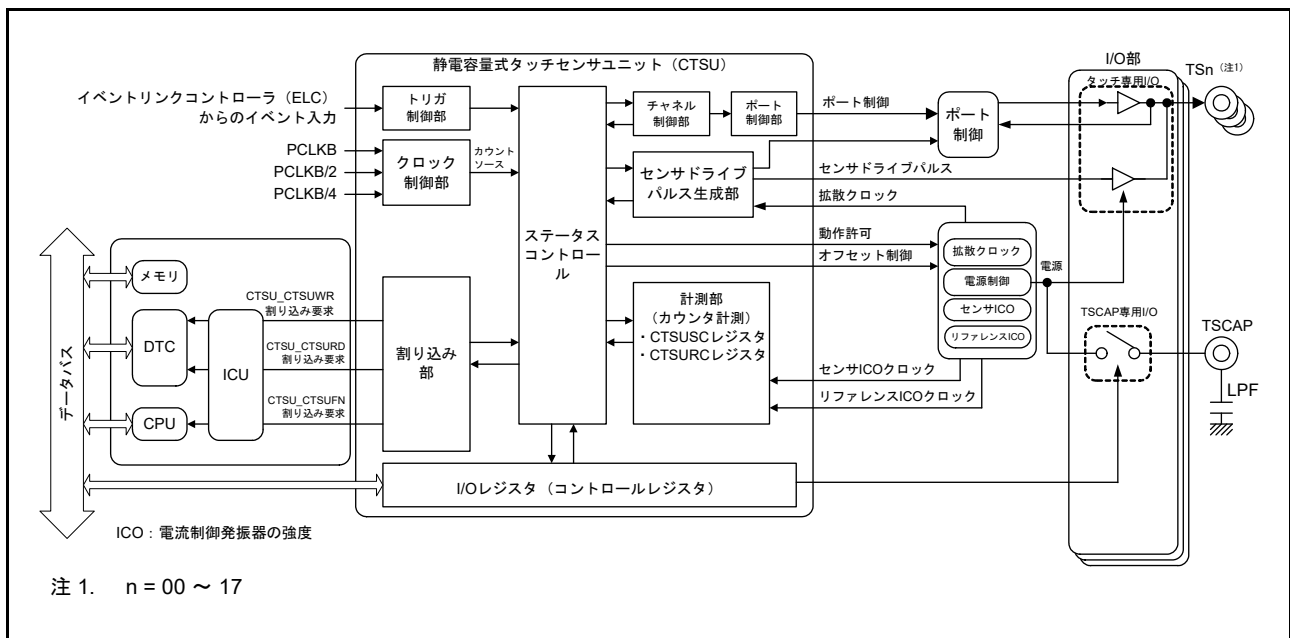 静電容量式タッチセンサユニット（CTSU）
イベントリンクコントローラ（ELC）
からのイベント入力
トリガ
制御部
PCLKB
PCLKB/2
PCLKB/4
クロック
制御部
カウント
ソース
ステータス
コントロー
ル
チャネル
制御部
ポート
制御部
ポート制御
センサドライブ
パルス生成部
センサドライブパルス
拡散クロック
動作許可
オフセット制御
計測部
（カウンタ計測）
・CTSUSCレジスタ
・CTSURCレジスタ
センサICOクロック
リファレンスICOクロック
ポート
制御
拡散クロック
電源制御
センサICO
リファレンスICO
電源
I/O部
タッチ専用I/O
TSn（注1）
TSCAP専用I/O
TSCAP
LPF
データバス
メモリ
DTC
CPU
ICU
CTSU_CTSUWR
割り込み要求
CTSU_CTSURD
割り込み要求
CTSU_CTSUFN
割り込み要求
割り込み
部
I/Oレジスタ（コントロールレジスタ）
ICO：電流制御発振器の強度
注 1. n = 00 ～ 17